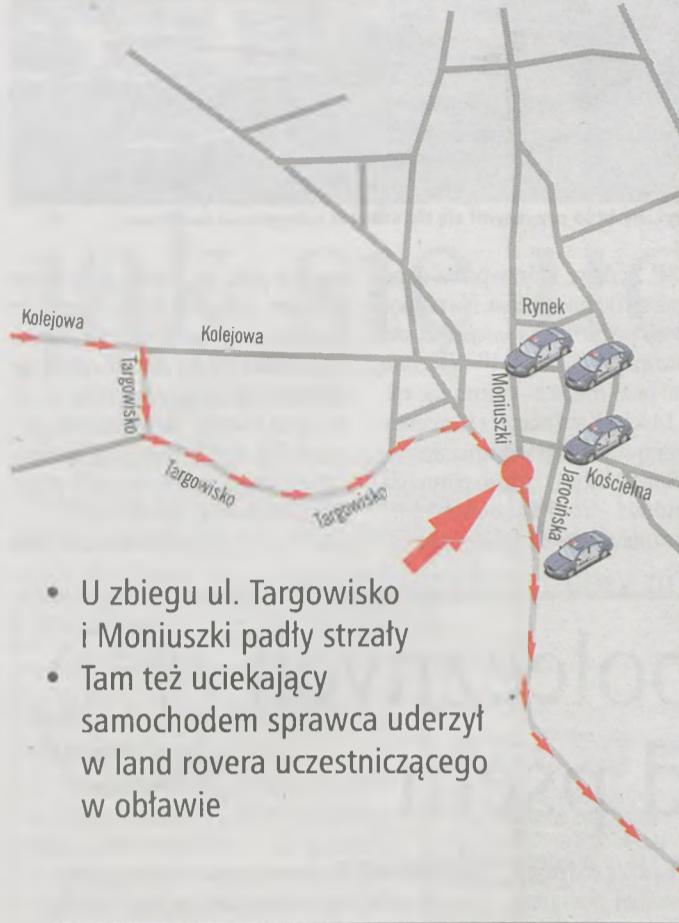 Rynek
Kolejowa
Kolejowa
Targowisko
Moniuszki
Targowisko
Targowisko
Jarocińska
Kościelna
• U zbiegu ul. Targowisko
i Moniuszki padły strzały
• Tam też uciekający
samochodem sprawca uderzył
w land rovera uczestniczącego
w obławie